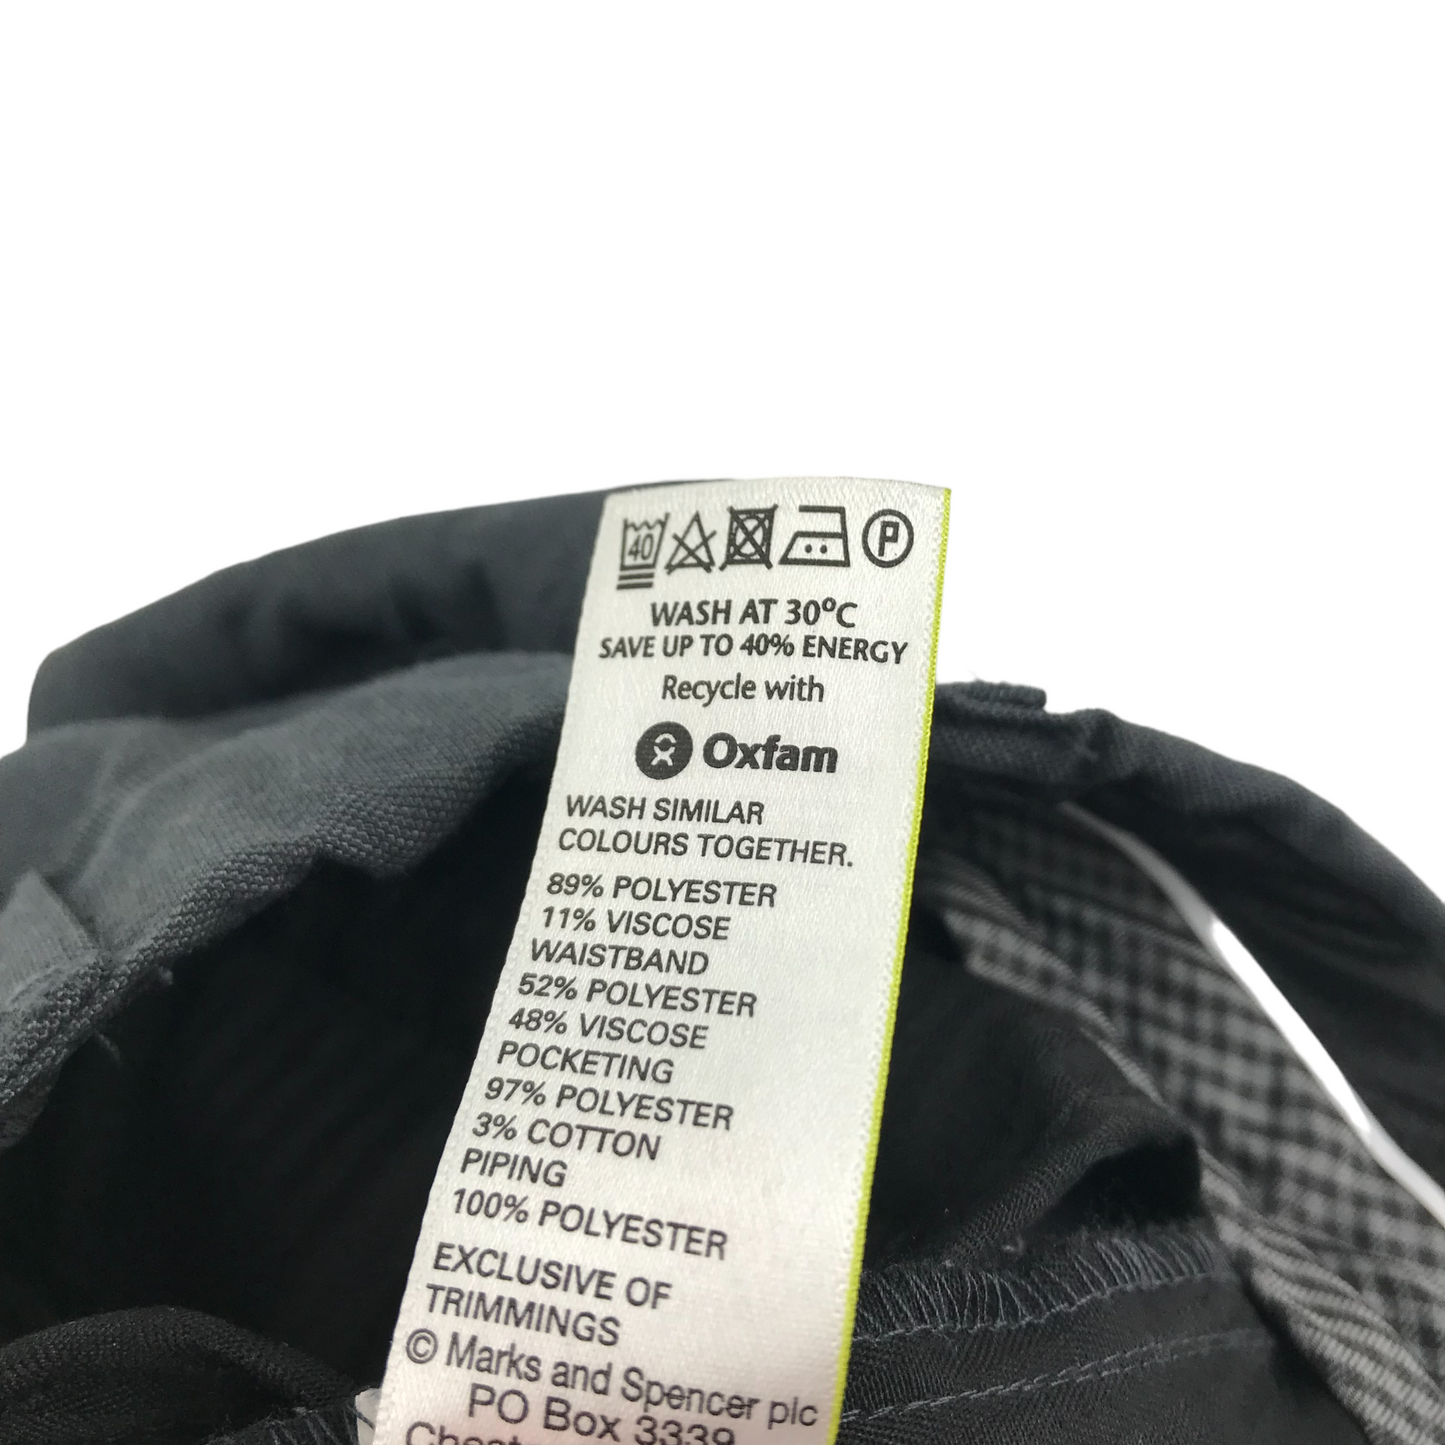 40
P
WASH AT 30°C
SAVE UP TO 40% ENERGY
Recycle with
Oxfam
WASH SIMILAR
COLOURS TOGETHER.
89% POLYESTER
11% VISCOSE
WAISTBAND
52% POLYESTER
48% VISCOSE
POCKETING
97% POLYESTER
3% COTTON
PIPING
100% POLYESTER
EXCLUSIVE OF
TRIMMINGS
© Marks and Spencer plc
PO Box 3339